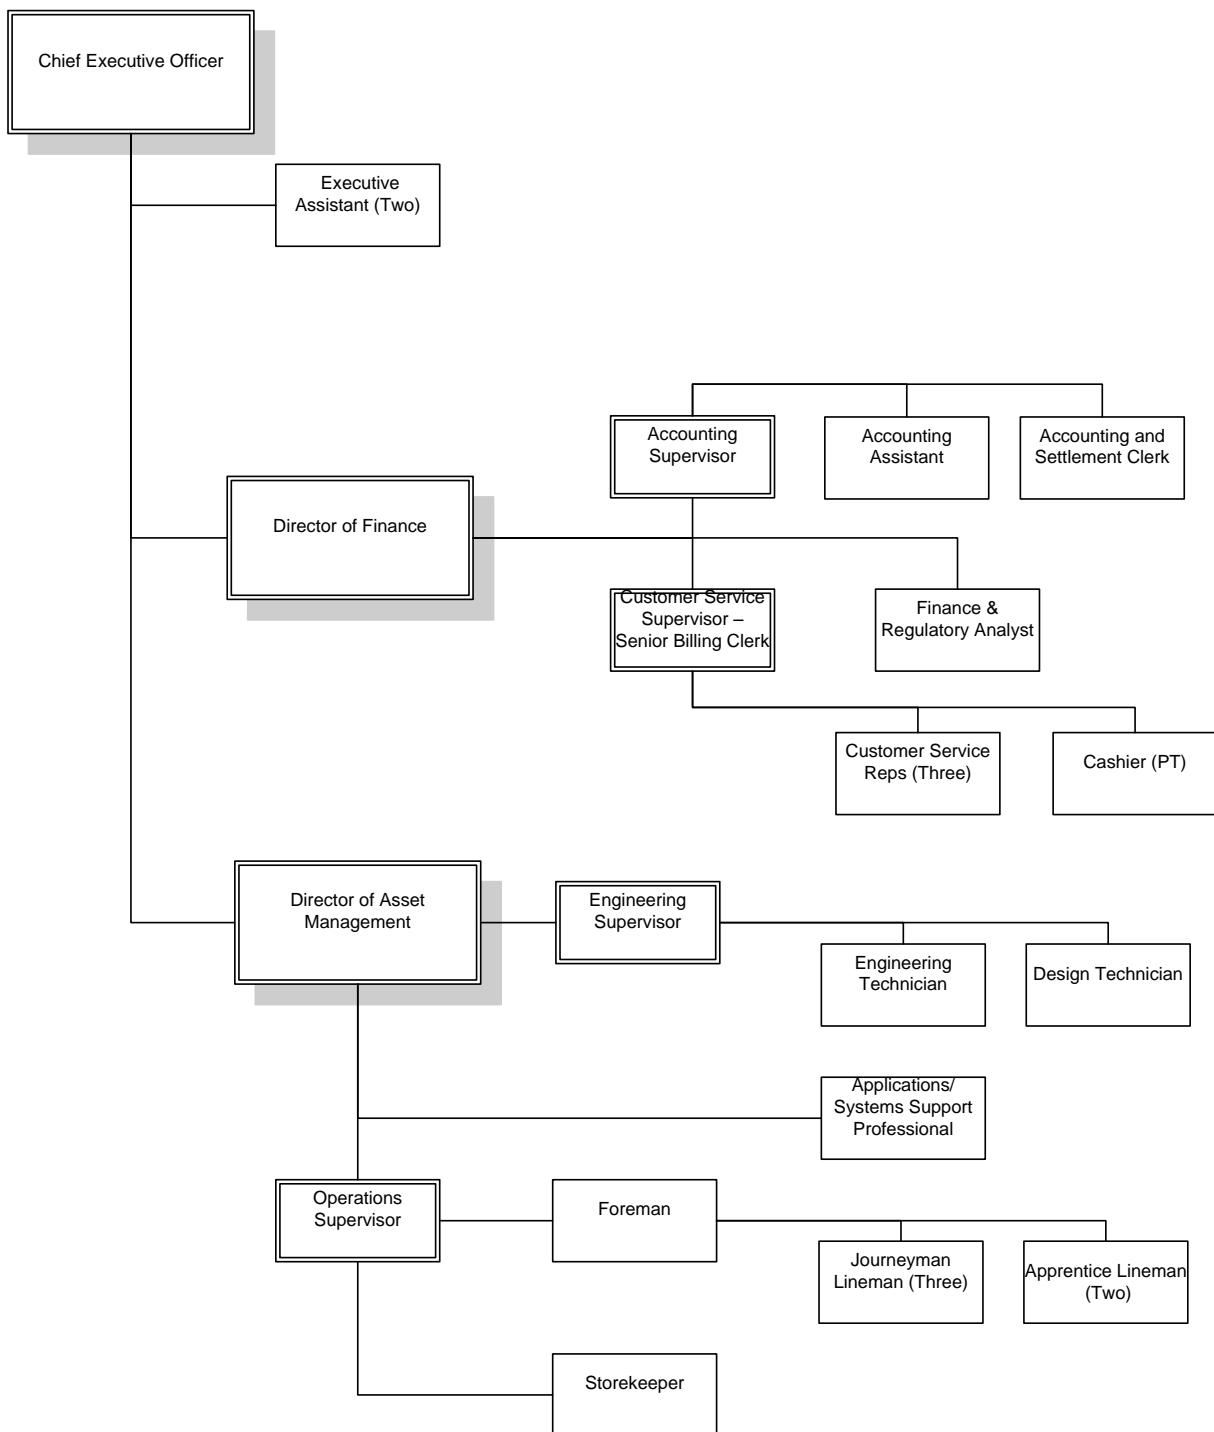 Chief Executive Officer
Executive
Assistant (Two)
Accounting
Supervisor
Accounting
Assistant
Accounting and
Settlement Clerk
Director of Finance
Customer Service
Supervisor –
Senior Billing Clerk
Finance &
Regulatory Analyst
Customer Service
Reps (Three)
Cashier (PT)
Director of Asset
Management
Engineering
Supervisor
Engineering
Technician
Design Technician
Applications/
Systems Support
Professional
Operations
Supervisor
Foreman
Journeyman
Lineman (Three)
Apprentice Lineman
(Two)
Storekeeper